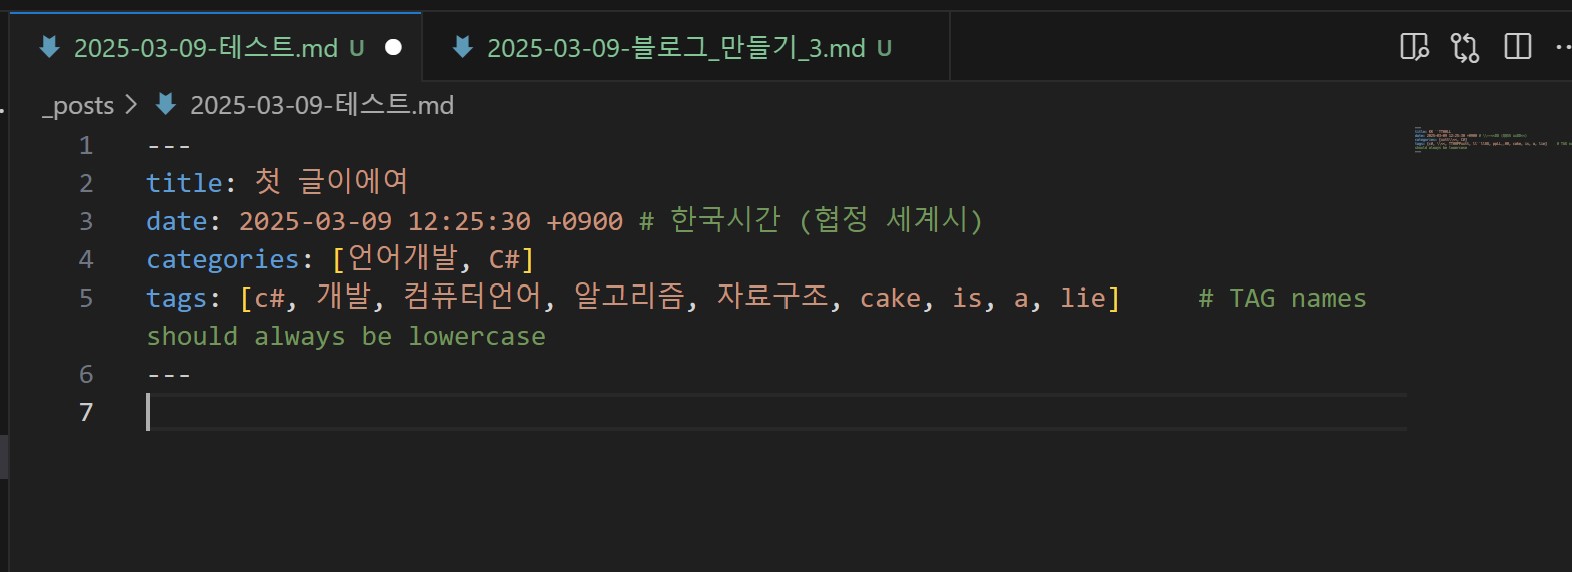 2025-03-09-테스트.md U
2025-03-09-블로그_만들기_3.md U
_posts > 2025-03-09-테스트.md
1 ---
2 title: 첫 글이에여
3 date: 2025-03-09 12:25:30 +0900 # 한국시간 (협정 세계시)
4 categories: [언어개발, C#]
5 tags: [c#, 개발, 컴퓨터언어, 알고리즘, 자료구조, cake, is, a, lie] # TAG names
should always be lowercase
6 ---
7